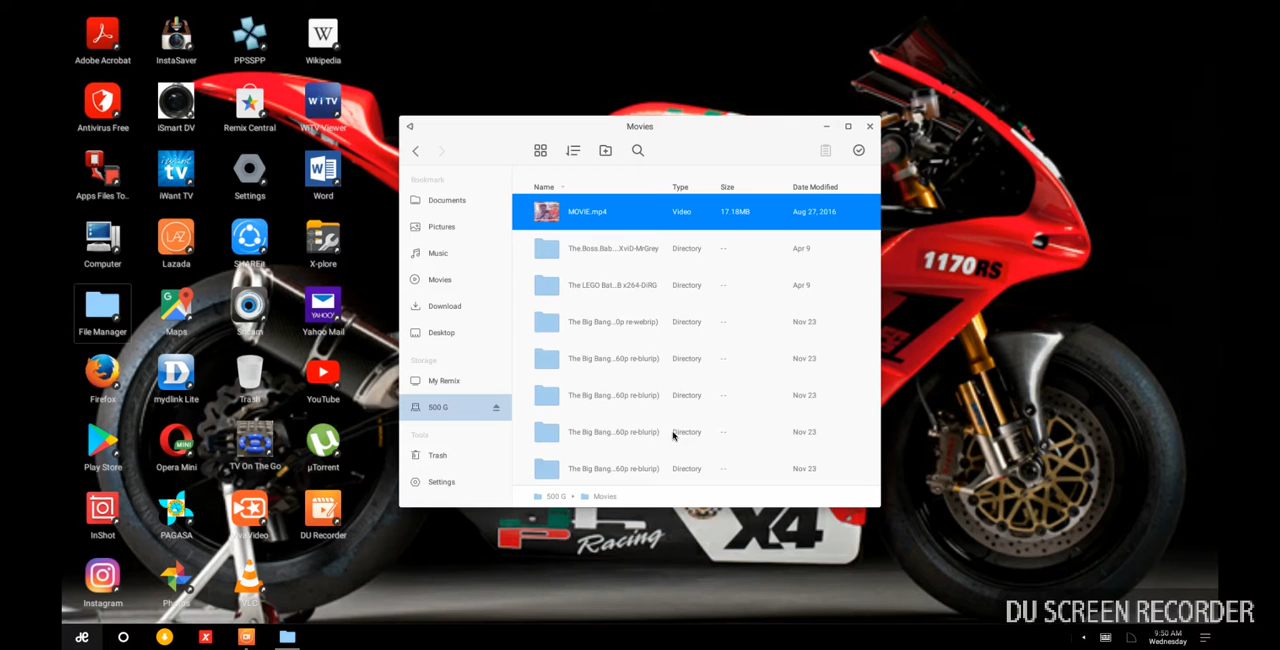 Adobe Acrobat
InstaSaver
PPSSPP
Wikipedia
Antivirus Free
iSmart DV
Remix Central
WiTV
WiTV Viewer
Apps Files To..
iWant TV
Settings
Word
Computer
Lazada
SHAREit
X-plore
File Manager
Maps
YAHOO!
Yahoo Mail
Firefox
mydlink Lite
Trash
YouTube
Play Store
Opera Mini
TV On The Go
µTorrent
InShot
PAGASA
VivaVideo
DU Recorder
Instagram
Photos
VLC
Movies
Bookmark
Documents
Pictures
Music
Movies
Download
Desktop
Storage
My Remix
500 G
Tools
Trash
Settings
Name Type Size Date Modified
MOVIE.mp4 Video 17.18MB Aug 27, 2016
The.Boss.Bab...XviD-MrGrey Directory -- Apr 9
The LEGO Bat...B x264-DiRG Directory -- Apr 9
The Big Bang...0p re-webrip) Directory -- Nov 23
The Big Bang...60p re-blurip) Directory -- Nov 23
The Big Bang...60p re-blurip) Directory -- Nov 23
The Big Bang...60p re-blurip) Directory -- Nov 23
The Big Bang...60p re-blurip) Directory -- Nov 23
500 G • Movies
1170RS
Racing
X4
DU SCREEN RECORDER
9:50 AM
Wednesday